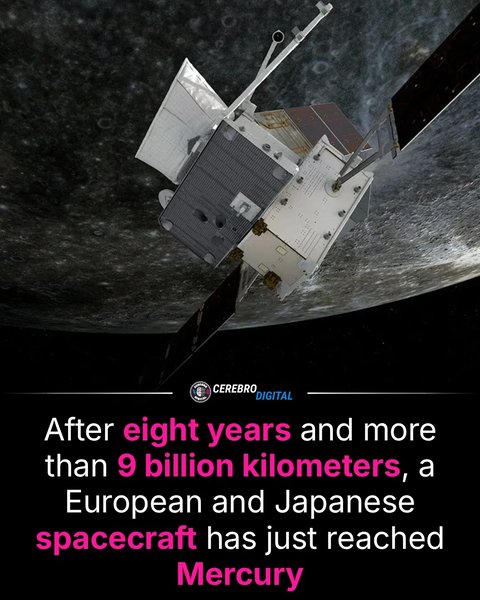 CEREBRO
DIGITAL
After eight years and more
than 9 billion kilometers, a
European and Japanese
spacecraft has just reached
Mercury